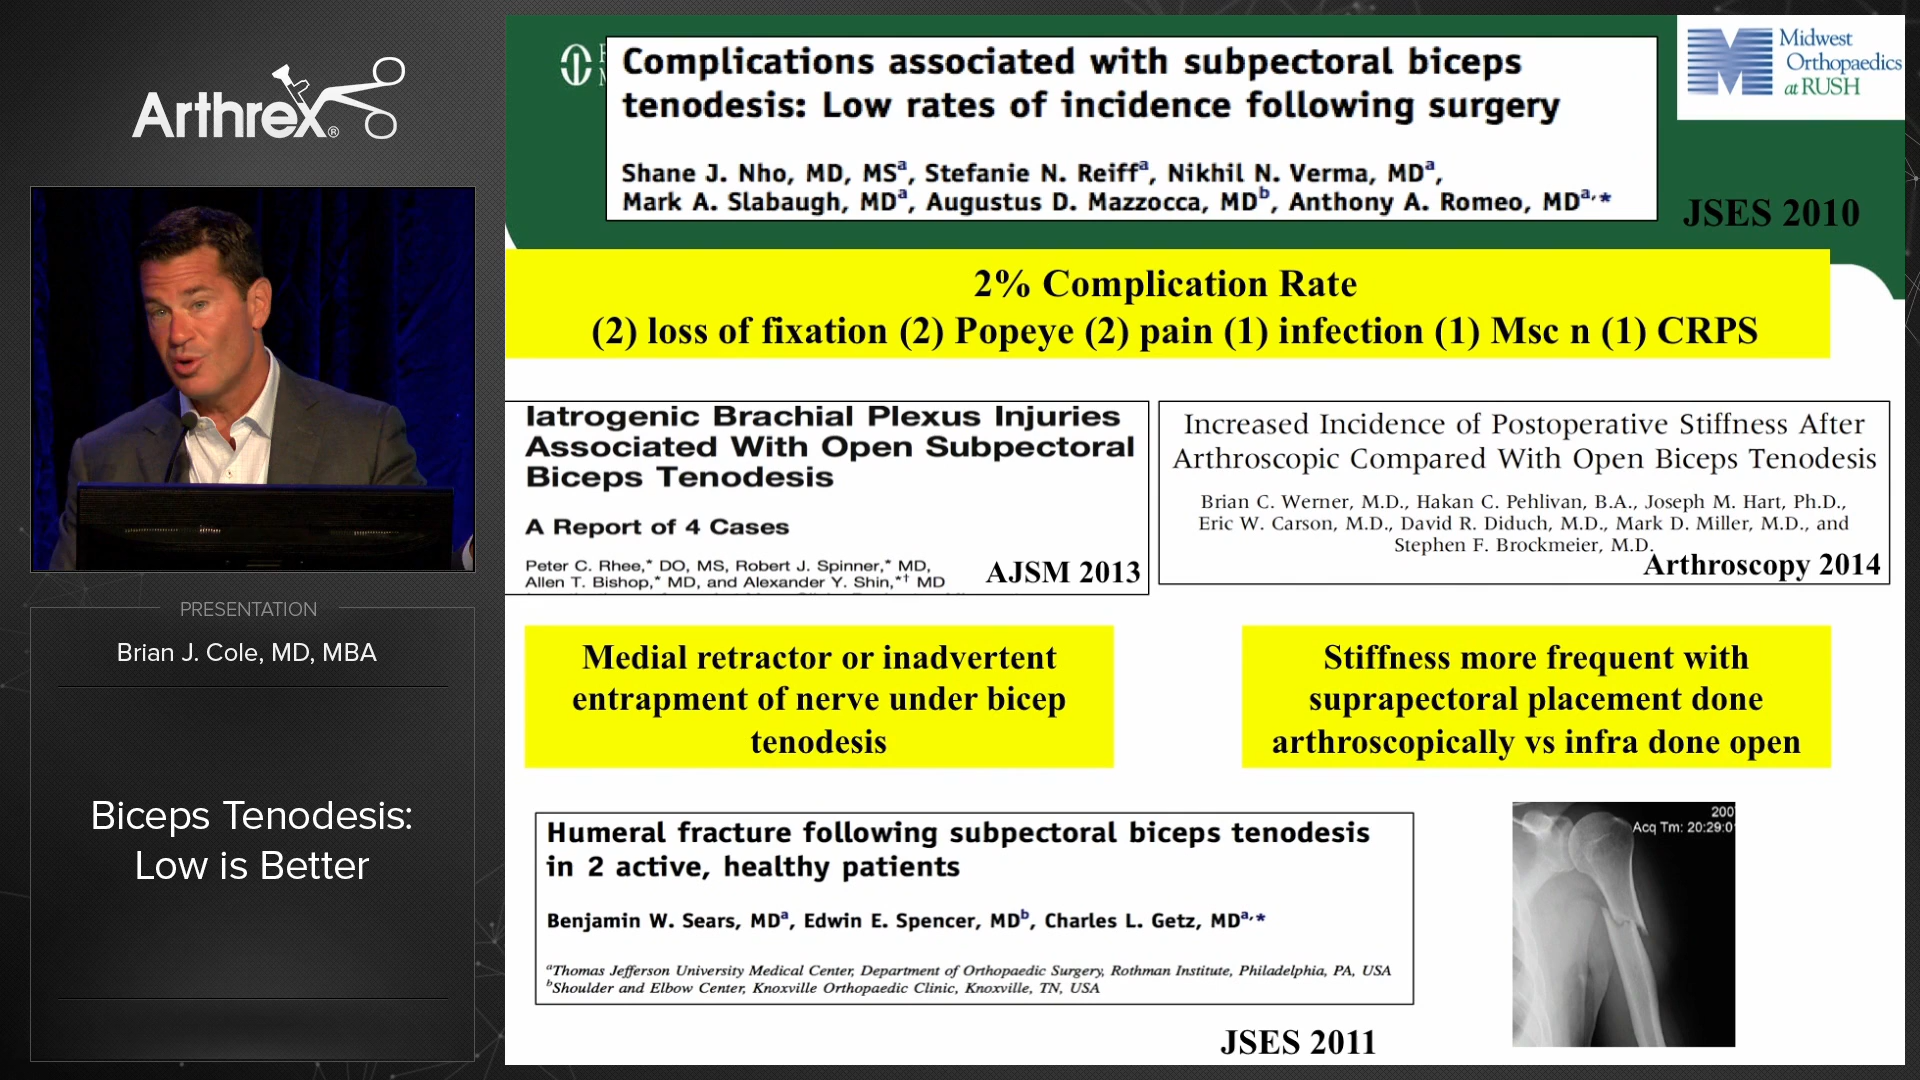 Arthrex®
PRESENTATION
Brian J. Cole, MD, MBA
Biceps Tenodesis:
Low is Better
Complications associated with subpectoral biceps
tenodesis: Low rates of incidence following surgery
Shane J. Nho, MD, MSa, Stefanie N. Reiffa, Nikhil N. Verma, MDa,
Mark A. Slabaugh, MDa, Augustus D. Mazzocca, MDb, Anthony A. Romeo, MDa,*
Midwest
Orthopaedics
at RUSH
JSES 2010
2% Complication Rate
(2) loss of fixation (2) Popeye (2) pain (1) infection (1) Msc n (1) CRPS
Iatrogenic Brachial Plexus Injuries
Associated With Open Subpectoral
Biceps Tenodesis
A Report of 4 Cases
Peter C. Rhee,* DO, MS, Robert J. Spinner,* MD,
Allen T. Bishop,* MD, and Alexander Y. Shin,*† MD
AJSM 2013
Increased Incidence of Postoperative Stiffness After
Arthroscopic Compared With Open Biceps Tenodesis
Brian C. Werner, M.D., Hakan C. Pehlivan, B.A., Joseph M. Hart, Ph.D.,
Eric W. Carson, M.D., David R. Diduch, M.D., Mark D. Miller, M.D., and
Stephen F. Brockmeier, M.D.
Arthroscopy 2014
Medial retractor or inadvertent
entrapment of nerve under bicep
tenodesis
Stiffness more frequent with
suprapectoral placement done
arthroscopically vs infra done open
Humeral fracture following subpectoral biceps tenodesis
in 2 active, healthy patients
Benjamin W. Sears, MDa, Edwin E. Spencer, MDb, Charles L. Getz, MDa,*
aThomas Jefferson University Medical Center, Department of Orthopaedic Surgery, Rothman Institute, Philadelphia, PA, USA
bShoulder and Elbow Center, Knoxville Orthopaedic Clinic, Knoxville, TN, USA
JSES 2011
200
Acq Tm: 20:29:0